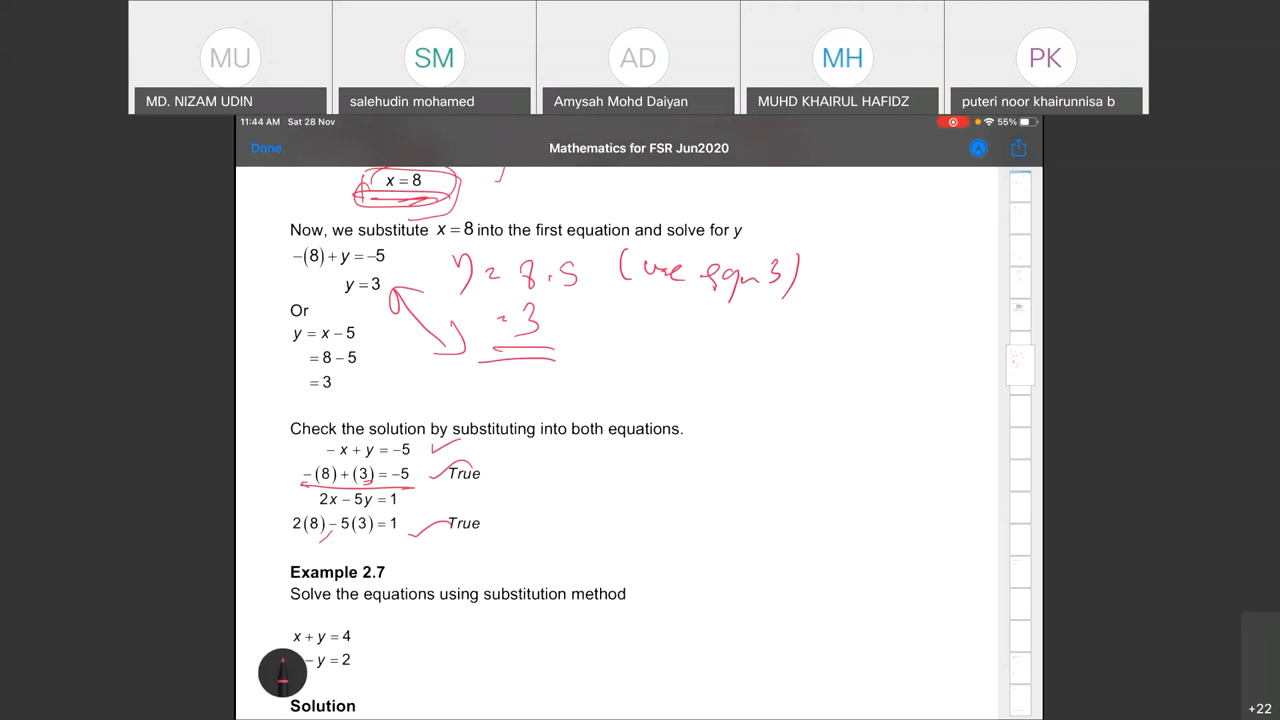 MU
SM
AD
MH
PK
MD. NIZAM UDIN
salehudin mohamed
Amysah Mohd Daiyan
MUHD KHAIRUL HAFIDZ
puteri noor khairunnisa b
11:44 AM Sat 28 Nov
55%
Done
Mathematics for FSR Jun2020
x = 8
Now, we substitute x = 8 into the first equation and solve for y
-(8) + y = -5
y = 8 - 5 (use eqn 3)
y = 3
= 3
Or
y = x - 5
= 8 - 5
= 3
Check the solution by substituting into both equations.
- x + y = -5
-(8) + (3) = -5 True
2x - 5y = 1
2(8) - 5(3) = 1 True
Example 2.7
Solve the equations using substitution method
x + y = 4
- y = 2
Solution
+22